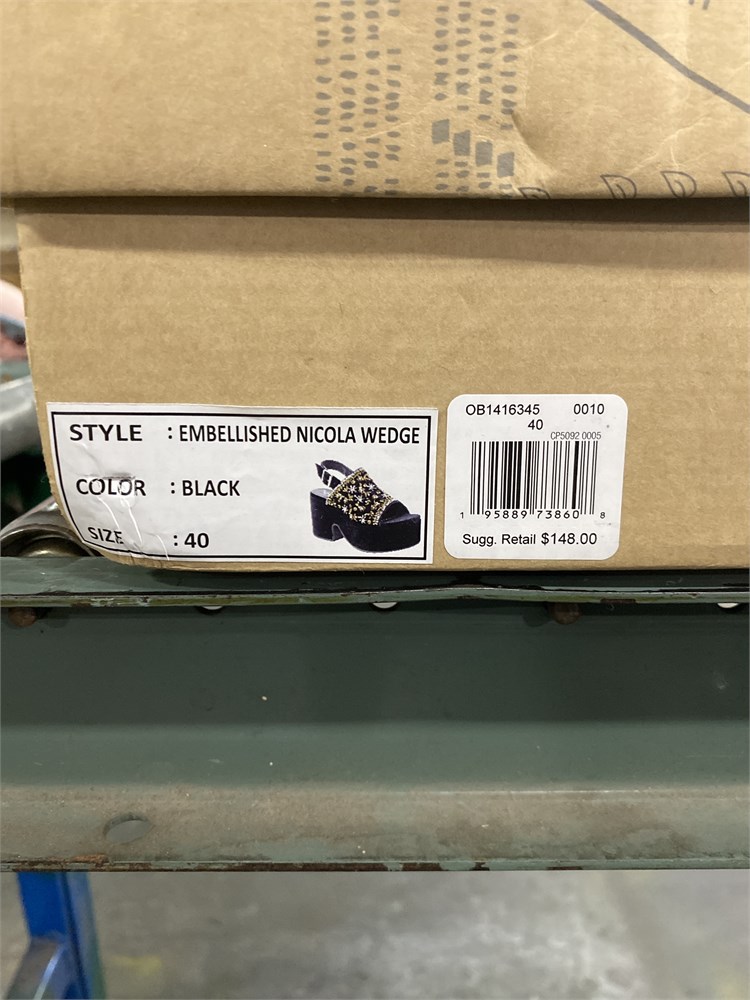 STYLE : EMBELLISHED NICOLA WEDGE
COLOR : BLACK
SIZE : 40
OB1416345 0010
40
CP5092 0005
1 95889 73860 8
Sugg. Retail $148.00